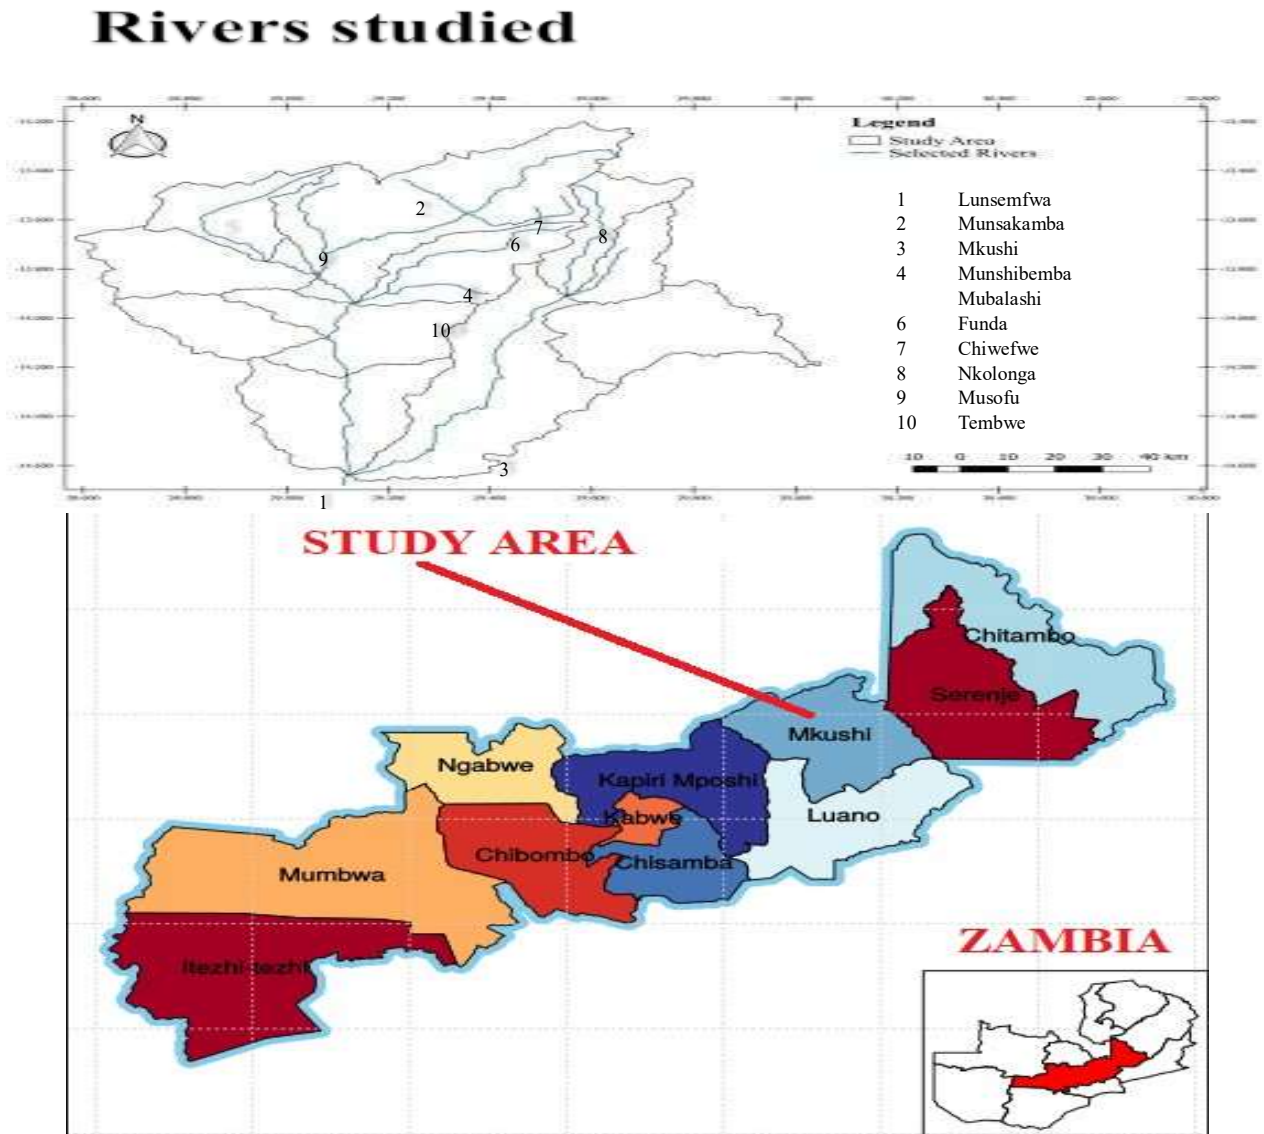 Rivers studied
N
Legend
Study Area
Selected Rivers
1 Lunsemfwa
2 Munsakamba
3 Mkushi
4 Munshibemba
Mubalashi
6 Funda
7 Chiwefwe
8 Nkolonga
9 Musofu
10 Tembwe
2
7
8
6
9
4
10
3
1
10 0 10 20 30 40 km
STUDY AREA
Chitambo
Serenje
Mkushi
Ngabwe
Kapiri Mposhi
Luano
Kabwe
Chibombo
Chisamba
Mumbwa
Itezhi-tezhi
ZAMBIA